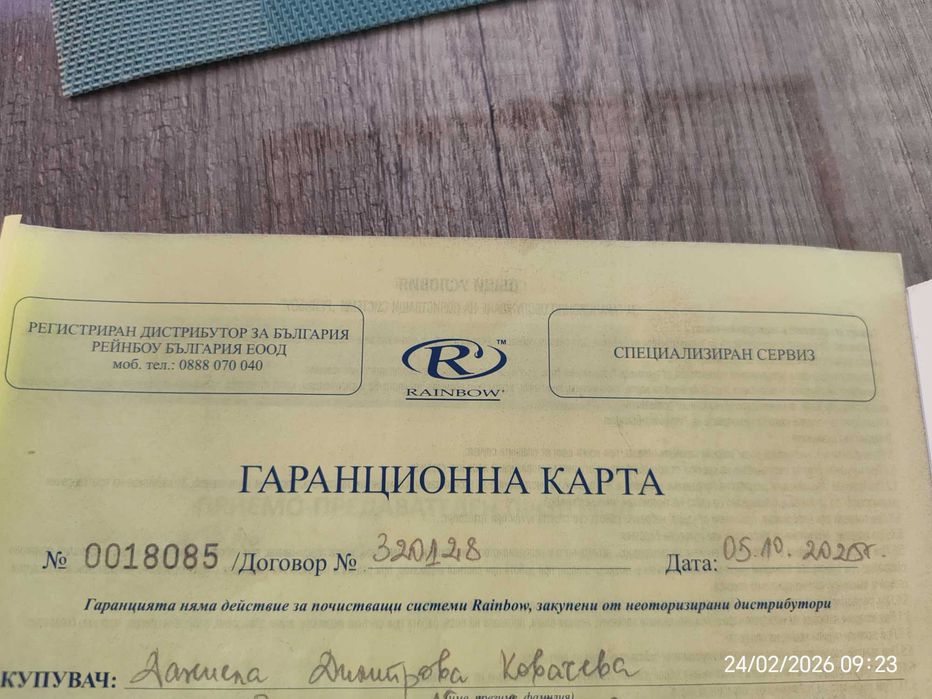 РЕГИСТРИРАН ДИСТРИБУТОР ЗА БЪЛГАРИЯ
РЕЙНБОУ БЪЛГАРИЯ ЕООД
моб. тел.: 0888 070 040
R™
RAINBOW®
СПЕЦИАЛИЗИРАН СЕРВИЗ
ГАРАНЦИОННА КАРТА
№ 0018085 /Договор № 320128 Дата: 05.10.2025г.
Гаранцията няма действие за почистващи системи Rainbow, закупени от неоторизирани дистрибутори
КУПУВАЧ: Даниела Димитрова Ковачева
24/02/2026 09:23